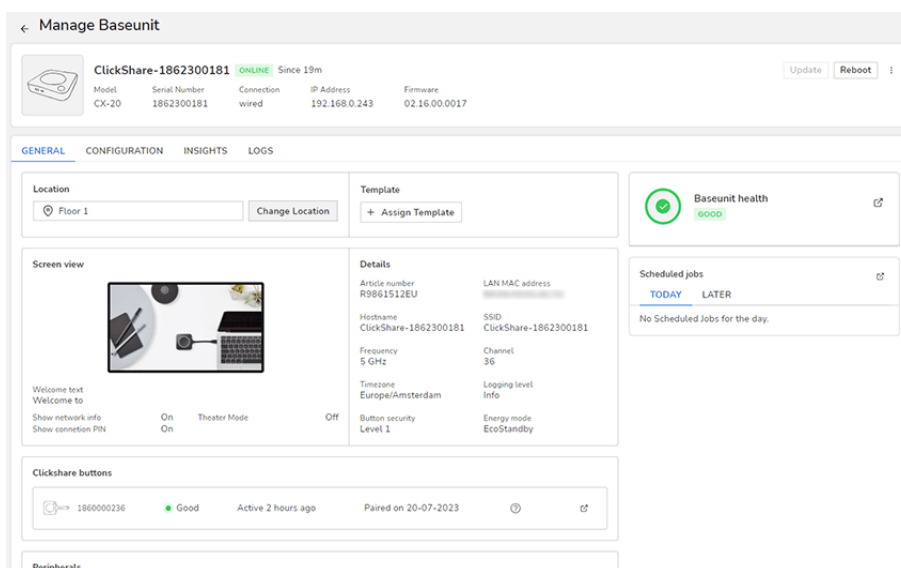 ← Manage Baseunit
ClickShare-1862300181 ONLINE Since 19m
Update Reboot
Model Serial Number Connection IP Address Firmware
CX-20 1862300181 wired 192.168.0.243 02.16.00.0017
GENERAL CONFIGURATION INSIGHTS LOGS
Location
Floor 1 Change Location
Template
+ Assign Template
Baseunit health
GOOD
Screen view
Welcome text
Welcome to
Show network info On Theater Mode Off
Show connetion PIN On
Details
Article number LAN MAC address
R9861512EU
Hostname SSID
ClickShare-1862300181 ClickShare-1862300181
Frequency Channel
5 GHz 36
Timezone Logging level
Europe/Amsterdam Info
Button security Energy mode
Level 1 EcoStandby
Scheduled jobs
TODAY LATER
No Scheduled Jobs for the day.
Clickshare buttons
1860000236 Good Active 2 hours ago Paired on 20-07-2023
Peripherals